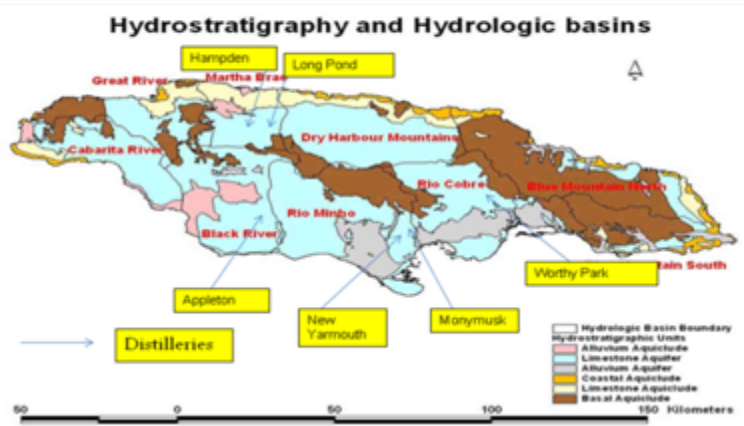 Hydrostratigraphy and Hydrologic basins
Hampden
Long Pond
Great River
Martha Brae
Dry Harbour Mountains
Cabarita River
Rio Cobre
Blue Mountain North
Rio Minho
Black River
tain South
Worthy Park
Appleton
New
Yarmouth
Monymusk
Distilleries
Hydrologic Basin Boundary
Hydrostratigraphic Units
Alluvium Aquiclude
Limestone Aquifer
Alluvium Aquifer
Coastal Aquiclude
Limestone Aquiclude
Basal Aquiclude
50 0 50 100 150 Kilometers